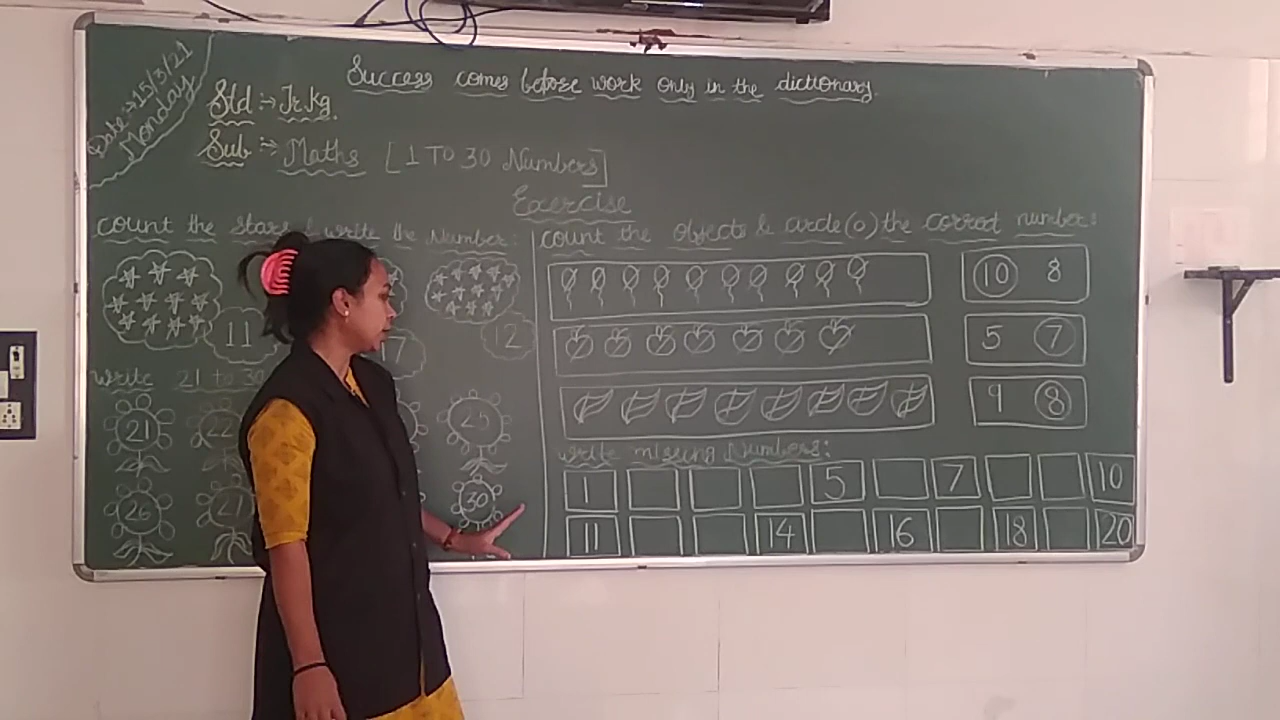 Date:- 15/3/21
Monday
Success comes before work only in the dictionary.
Std :- Jr.kg.
Sub :- Maths [1 TO 30 Numbers]
Exercise
count the stars & write the Number:
11
17
12
write 21 to 30
21 22 25
26 27 30
count the objects & circle(o) the correct number:
10 8
5 7
9 8
write missing Numbers:
1 5 7 10
11 14 16 18 20